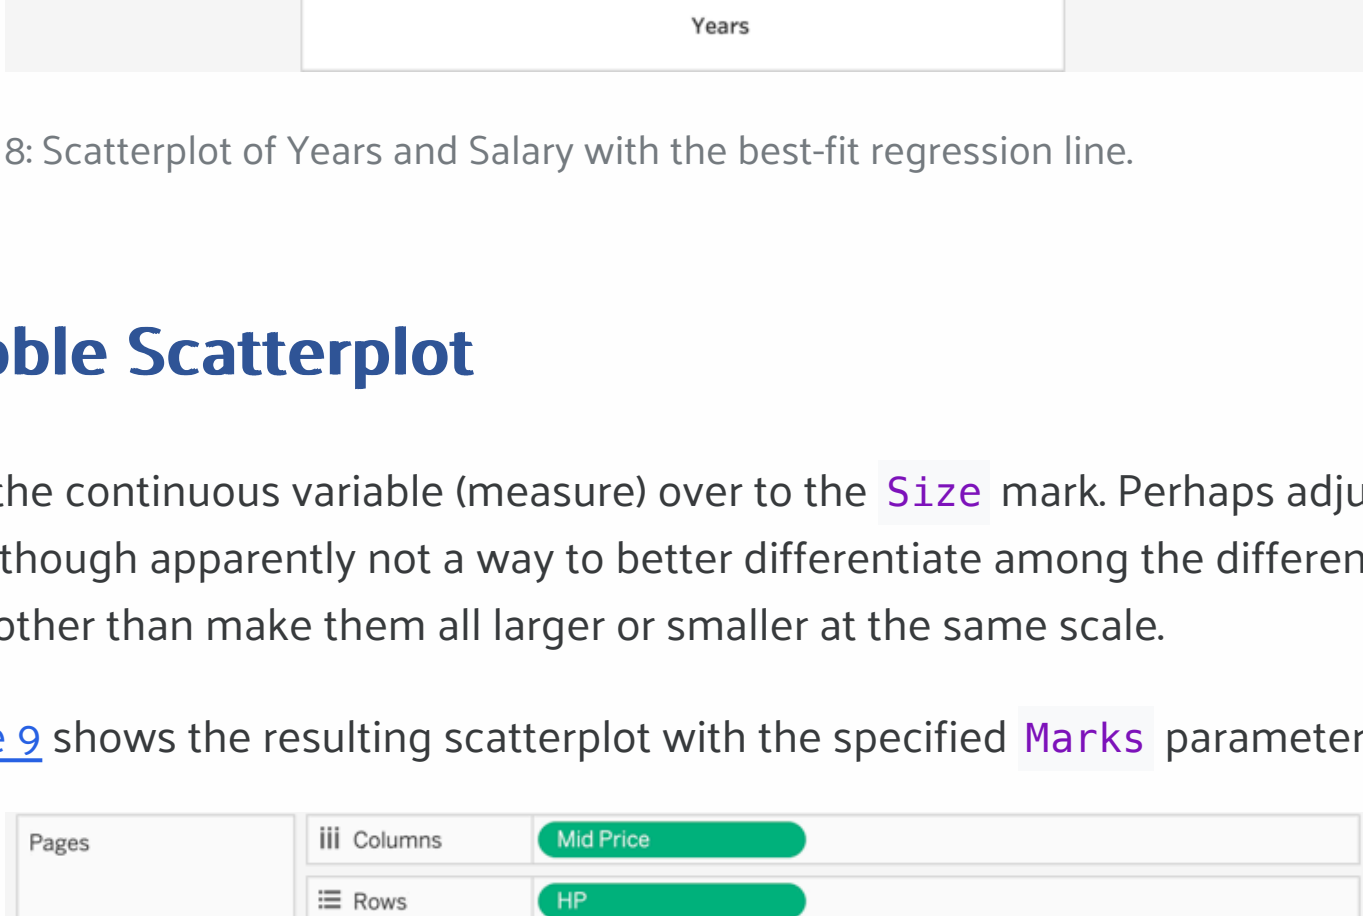 Years
8: Scatterplot of Years and Salary with the best-fit regression line.
ble Scatterplot
the continuous variable (measure) over to the Size mark. Perhaps adju
though apparently not a way to better differentiate among the differen
other than make them all larger or smaller at the same scale.
e 9 shows the resulting scatterplot with the specified Marks parameter
Pages
Columns Mid Price
Rows HP